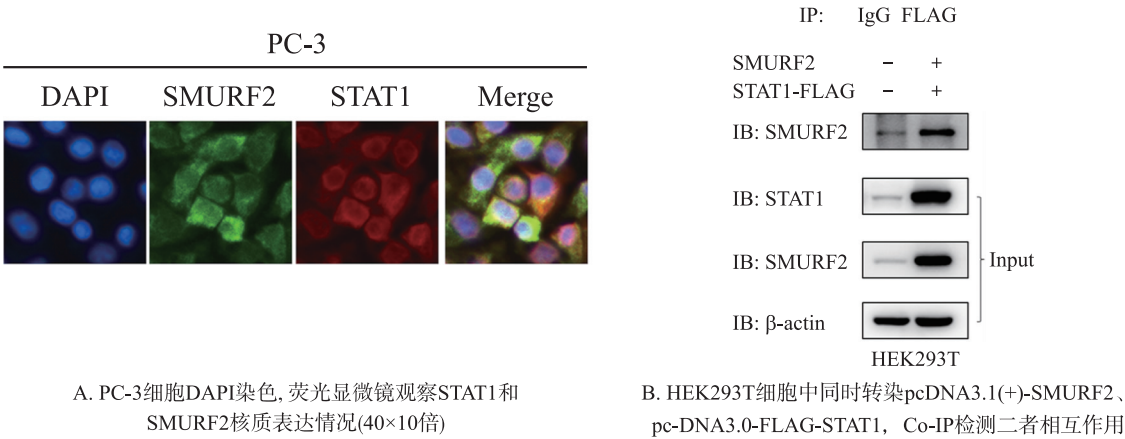 PC-3
DAPI SMURF2 STAT1 Merge
A. PC-3细胞DAPI染色, 荧光显微镜观察STAT1和
SMURF2核质表达情况(40×10倍)
IP: IgG FLAG
SMURF2 − +
STAT1-FLAG − +
IB: SMURF2
IB: STAT1
IB: SMURF2
Input
IB: β-actin
HEK293T
B. HEK293T细胞中同时转染pcDNA3.1(+)-SMURF2、
pc-DNA3.0-FLAG-STAT1，Co-IP检测二者相互作用